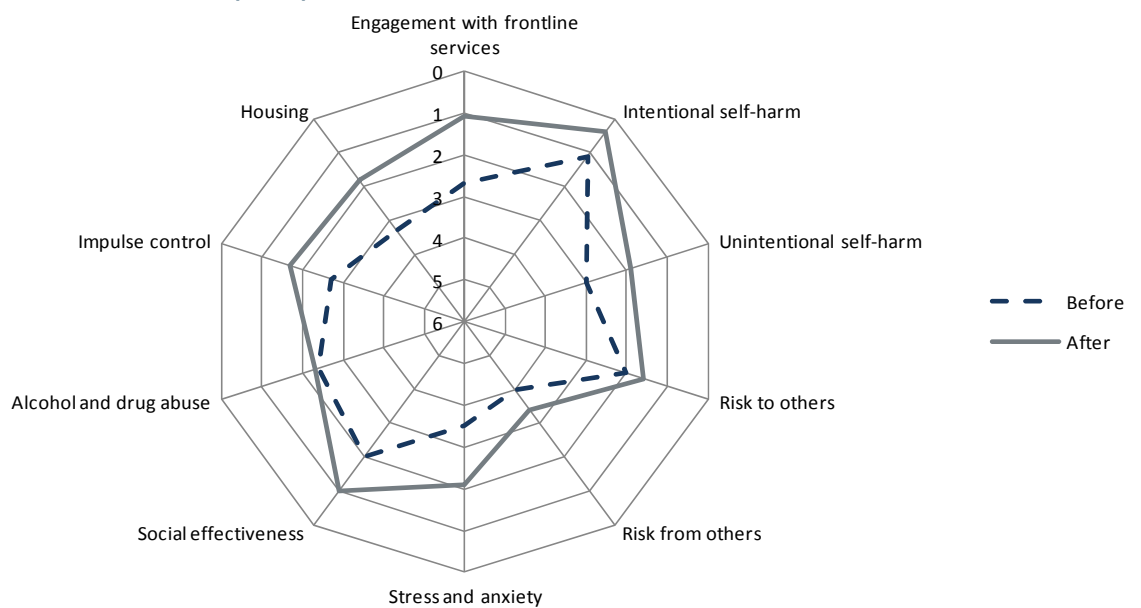 Engagement with frontline
services
0
Housing
Intentional self-harm
1
2
3
Impulse control
Unintentional self-harm
4
5
Before
6
After
Alcohol and drug abuse
Risk to others
Social effectiveness
Risk from others
Stress and anxiety